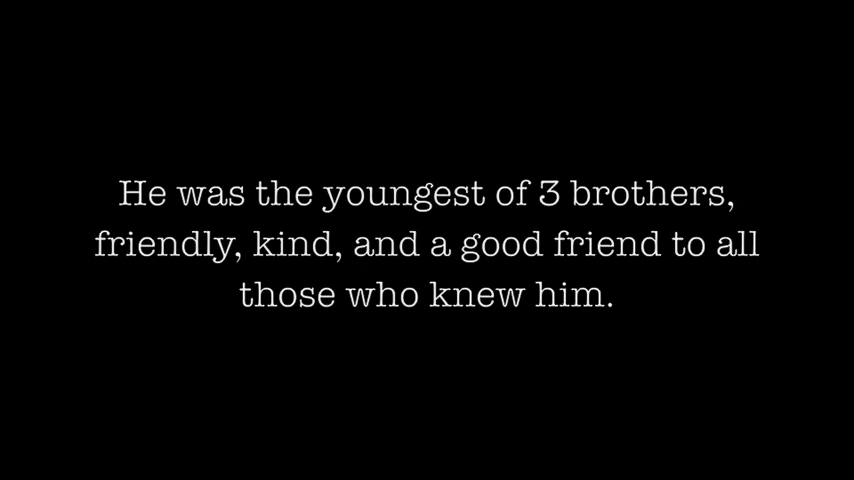 He was the youngest of 3 brothers,
friendly, kind, and a good friend to all
those who knew him.